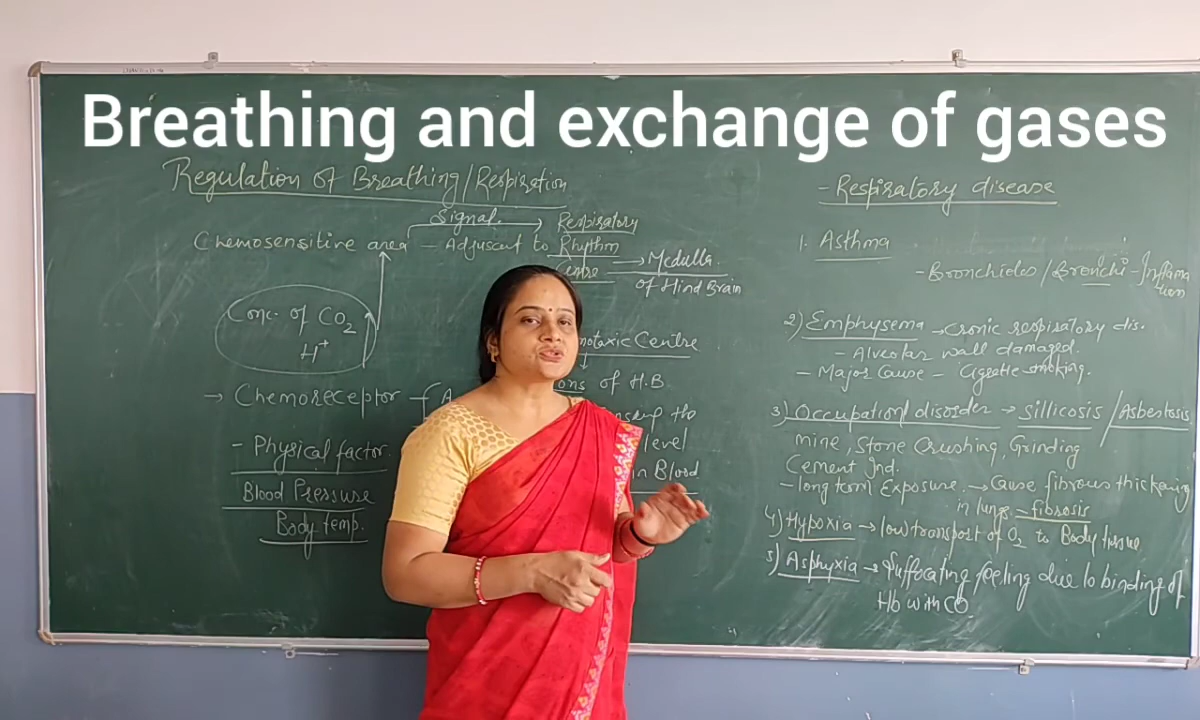 Breathing and exchange of gases
Regulation of Breathing/Respiration
Signal
Respiratory
Chemosensitive area – Adjuscent to Rhythm
Centre → Medulla
of Hind Brain
Conc. of CO2
H+
notaxic Centre
→ Chemoreceptor
ons of H.B.
level
- Physical factor
in Blood
Blood Pressure
Body temp.
- Respiratory disease
1. Asthma
- Bronchioles/Bronchi - Inflamation
2) Emphysema → Cronic respiratory dis.
- Alveolar wall damaged.
- Major Cause - Cigratte smoking.
3) Occupational disorder → Sillicosis / Asbestosis
mine, Stone Crushing, Grinding
Cement Ind.
- long term Exposure. → Cause fibrous thickening
in lungs = fibrosis
4) Hypoxia → low transport of O2 to Body tissue
5) Asphyxia → Suffocating feeling due to binding of
Hb with CO